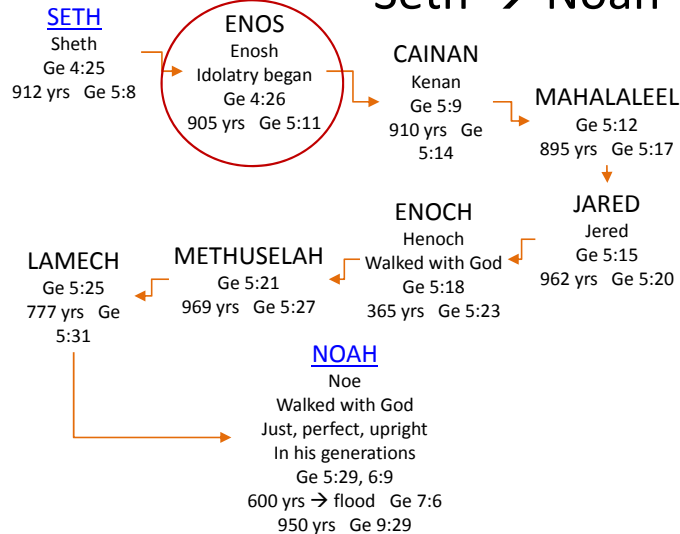 Seth → Noah
SETH
Sheth
Ge 4:25
912 yrs Ge 5:8
ENOS
Enosh
Idolatry began
Ge 4:26
905 yrs Ge 5:11
CAINAN
Kenan
Ge 5:9
910 yrs Ge
5:14
MAHALALEEL
Ge 5:12
895 yrs Ge 5:17
JARED
Jered
Ge 5:15
962 yrs Ge 5:20
ENOCH
Henoch
Walked with God
Ge 5:18
365 yrs Ge 5:23
METHUSELAH
Ge 5:21
969 yrs Ge 5:27
LAMECH
Ge 5:25
777 yrs Ge
5:31
NOAH
Noe
Walked with God
Just, perfect, upright
In his generations
Ge 5:29, 6:9
600 yrs → flood Ge 7:6
950 yrs Ge 9:29